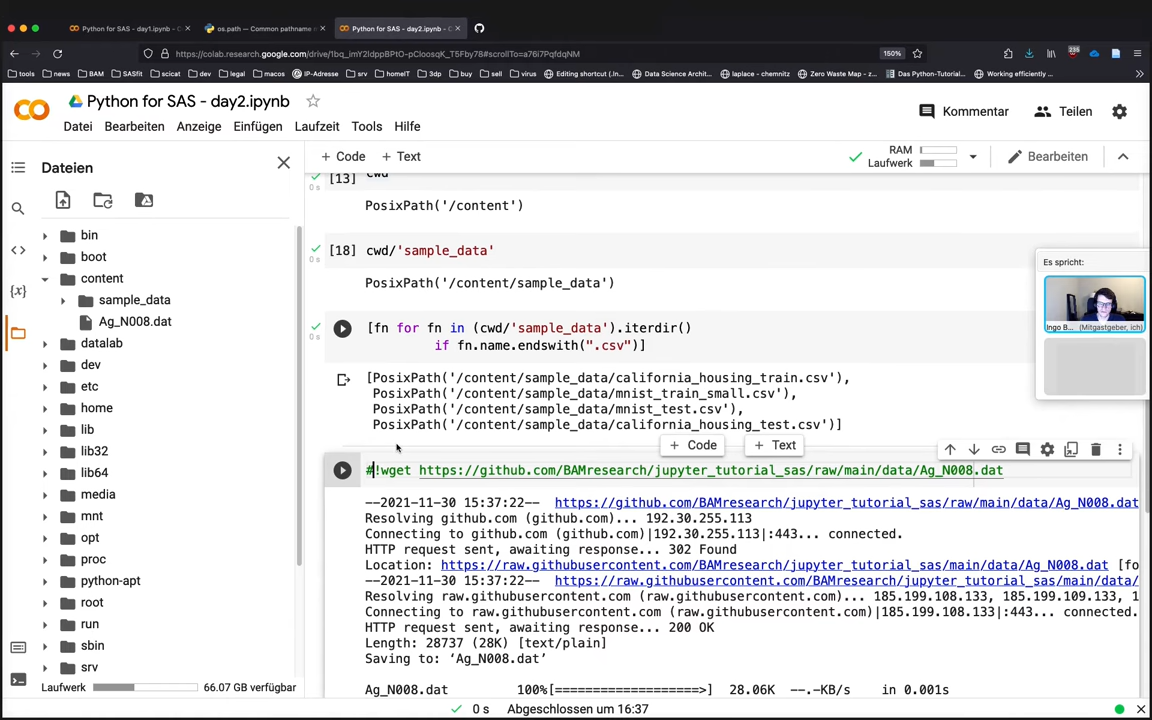 Python for SAS - day1.ipynb
os.path — Common pathname
Python for SAS - day2.ipynb - C
https://colab.research.google.com/drive/1bq_imY2ldppBPtO-pCloosqK_T5Fby78#scrollTo=a76i7PqfdqNM
150%
235
tools news BAM SASfit scicat dev legal macos IP-Adresse srv homeIT 3dp buy sell virus Editing shortcut (.In... Data Science Archit... laplace - chemnitz Zero Waste Map - z... Das Python-Tutorial... Working efficiently ...
CO Python for SAS - day2.ipynb
Kommentar Teilen
Datei Bearbeiten Anzeige Einfügen Laufzeit Tools Hilfe
Dateien
+ Code + Text
RAM
Laufwerk
Bearbeiten
bin
boot
content
sample_data
Ag_N008.dat
datalab
dev
etc
home
lib
lib32
lib64
media
mnt
opt
proc
python-apt
root
run
sbin
srv
Laufwerk 66.07 GB verfügbar
0 s
[13] cwd
PosixPath('/content')
0 s
[18] cwd/'sample_data'
PosixPath('/content/sample_data')
0 s
[fn for fn in (cwd/'sample_data').iterdir()
if fn.name.endswith(".csv")]
[PosixPath('/content/sample_data/california_housing_train.csv'),
PosixPath('/content/sample_data/mnist_train_small.csv'),
PosixPath('/content/sample_data/mnist_test.csv'),
PosixPath('/content/sample_data/california_housing_test.csv')]
+ Code + Text
#!wget https://github.com/BAMresearch/jupyter_tutorial_sas/raw/main/data/Ag_N008.dat
--2021-11-30 15:37:22-- https://github.com/BAMresearch/jupyter_tutorial_sas/raw/main/data/Ag_N008.dat
Resolving github.com (github.com)... 192.30.255.113
Connecting to github.com (github.com)|192.30.255.113|:443... connected.
HTTP request sent, awaiting response... 302 Found
Location: https://raw.githubusercontent.com/BAMresearch/jupyter_tutorial_sas/main/data/Ag_N008.dat [fo
--2021-11-30 15:37:22-- https://raw.githubusercontent.com/BAMresearch/jupyter_tutorial_sas/main/data/
Resolving raw.githubusercontent.com (raw.githubusercontent.com)... 185.199.108.133, 185.199.109.133, 1
Connecting to raw.githubusercontent.com (raw.githubusercontent.com)|185.199.108.133|:443... connected.
HTTP request sent, awaiting response... 200 OK
Length: 28737 (28K) [text/plain]
Saving to: ‘Ag_N008.dat’
Ag_N008.dat 100%[===================>] 28.06K --.-KB/s in 0.001s
Es spricht:
Ingo B... (Mitgastgeber, ich)
0 s Abgeschlossen um 16:37